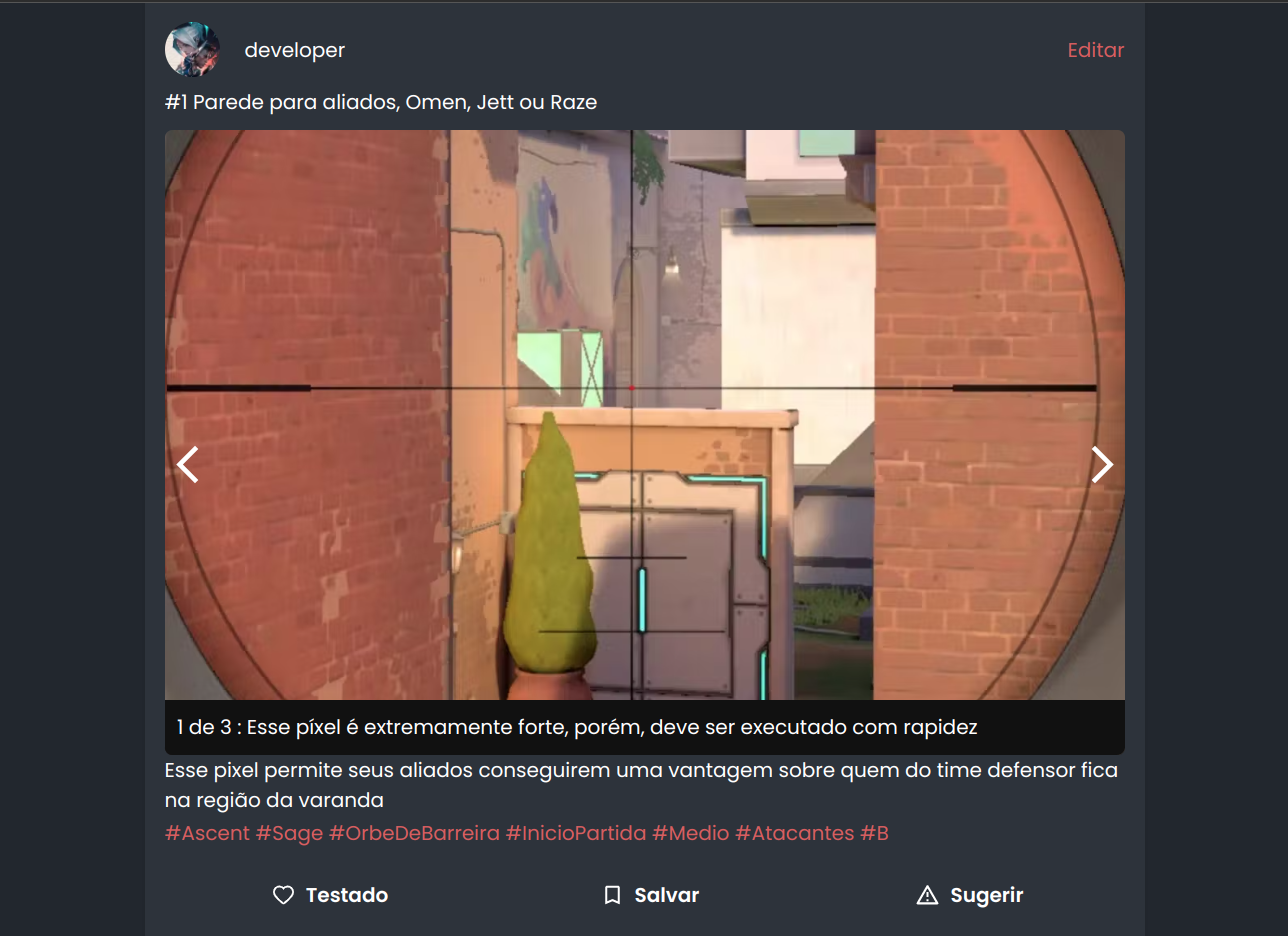 developer
Editar
#1 Parede para aliados, Omen, Jett ou Raze
1 de 3 : Esse píxel é extremamente forte, porém, deve ser executado com rapidez
Esse pixel permite seus aliados conseguirem uma vantagem sobre quem do time defensor fica
na região da varanda
#Ascent #Sage #OrbeDeBarreira #InicioPartida #Medio #Atacantes #B
Testado
Salvar
Sugerir